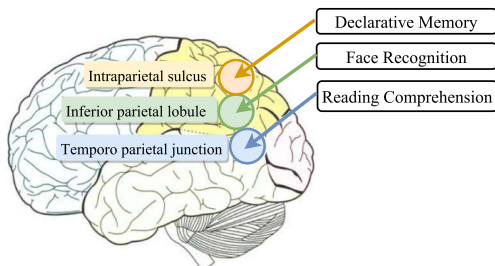 Declarative Memory
Face Recognition
Reading Comprehension
Intraparietal sulcus
Inferior parietal lobule
Temporo parietal junction